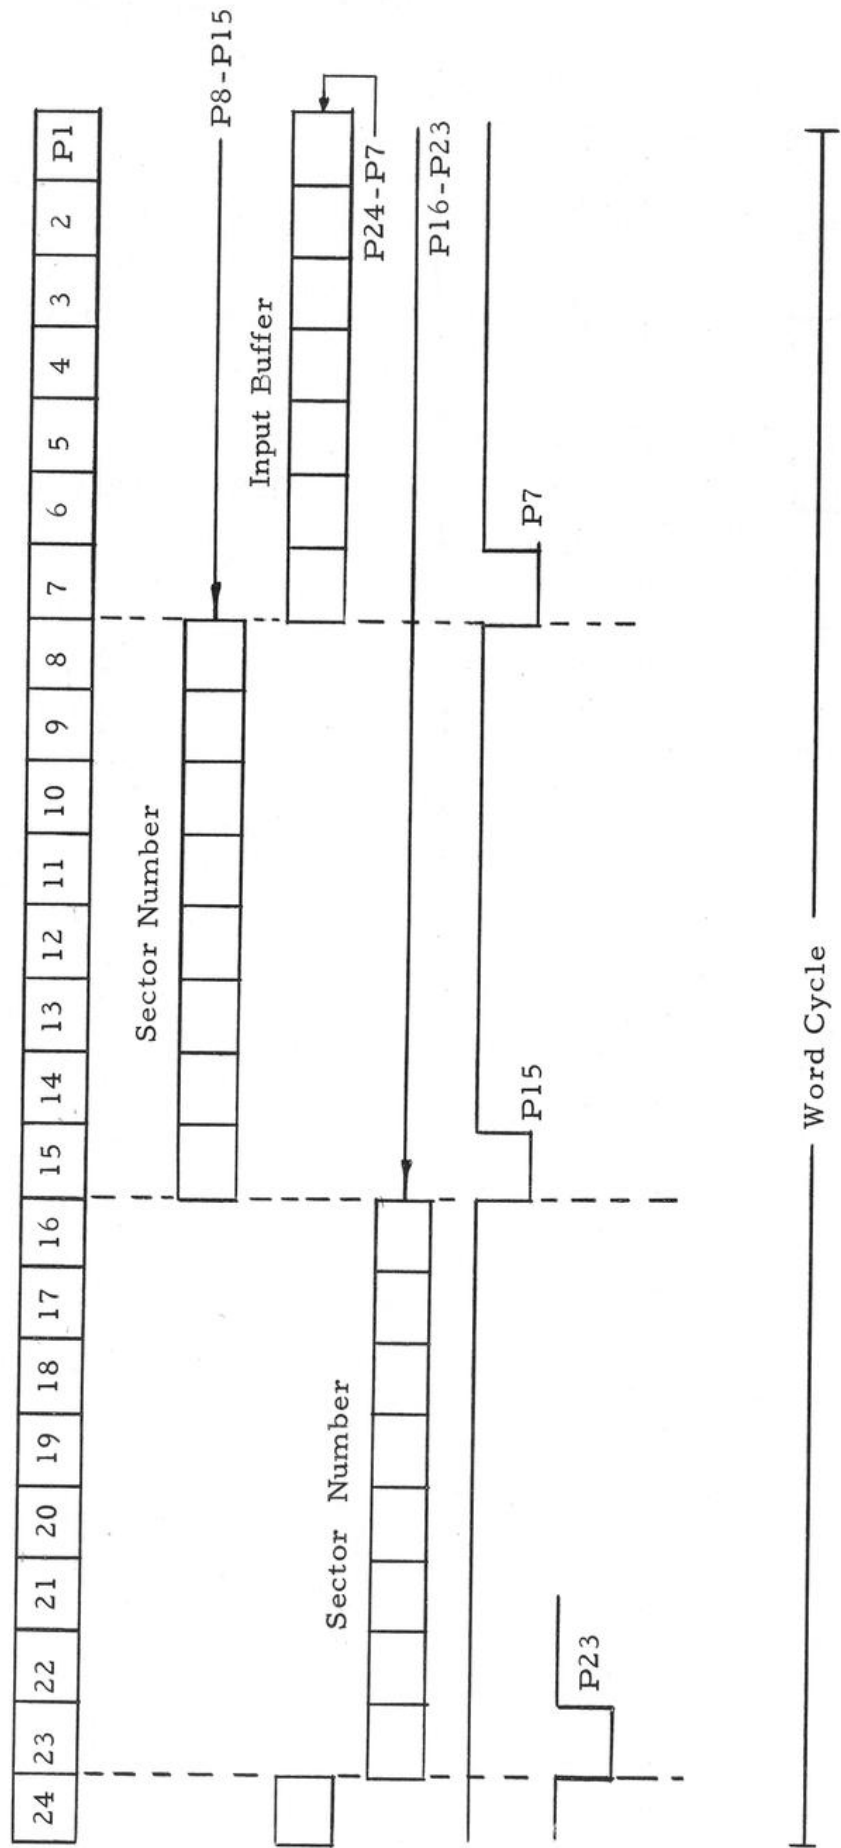 24 23 22 21 20 19 18 17 16 15 14 13 12 11 10 9 8 7 6 5 4 3 2 P1
Sector Number
P8-P15
Input Buffer
Sector Number
P24-P7
P16-P23
P23
P15
P7
Word Cycle